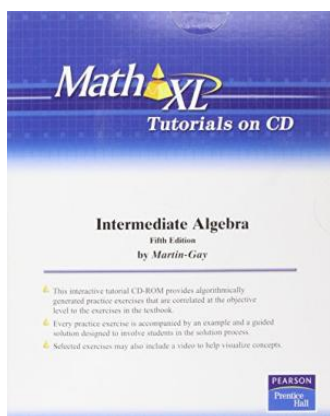 Math XL
Tutorials on CD
Intermediate Algebra
Fifth Edition
by Martin-Gay
This interactive tutorial CD-ROM provides algorithmically
generated practice exercises that are correlated at the objective
level to the exercises in the textbook.
Every practice exercise is accompanied by an example and a guided
solution designed to involve students in the solution process.
Selected exercises may also include a video to help visualize concepts.
PEARSON
Prentice
Hall